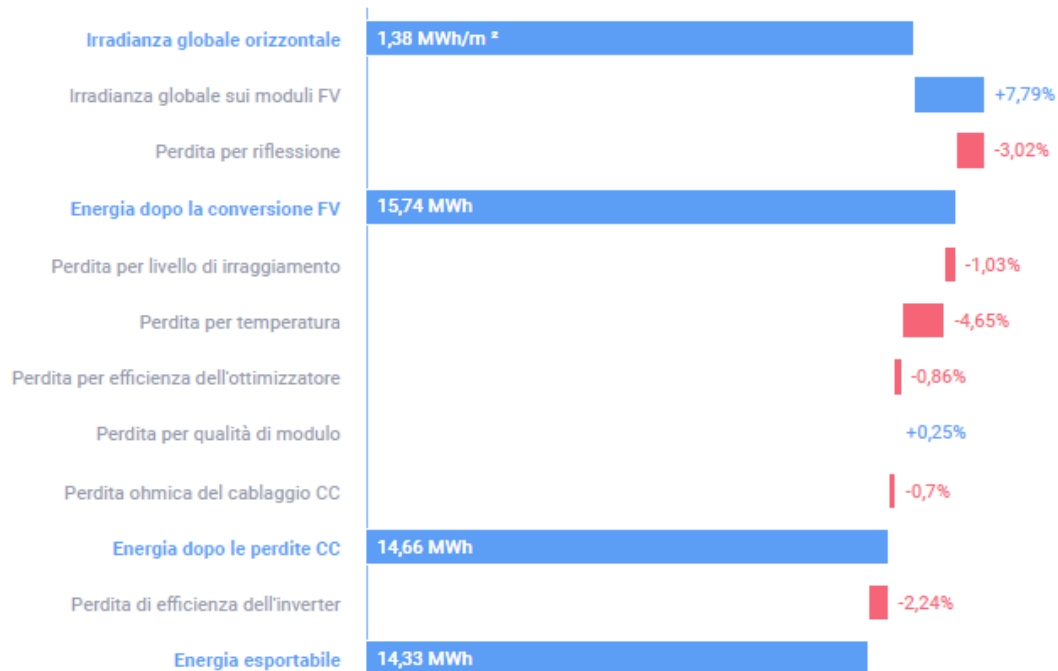 Irradianza globale orizzontale 1,38 MWh/m ²
Irradianza globale sui moduli FV +7,79%
Perdita per riflessione -3,02%
Energia dopo la conversione FV 15,74 MWh
Perdita per livello di irraggiamento -1,03%
Perdita per temperatura -4,65%
Perdita per efficienza dell'ottimizzatore -0,86%
Perdita per qualità di modulo +0,25%
Perdita ohmica del cablaggio CC -0,7%
Energia dopo le perdite CC 14,66 MWh
Perdita di efficienza dell'inverter -2,24%
Energia esportabile 14,33 MWh